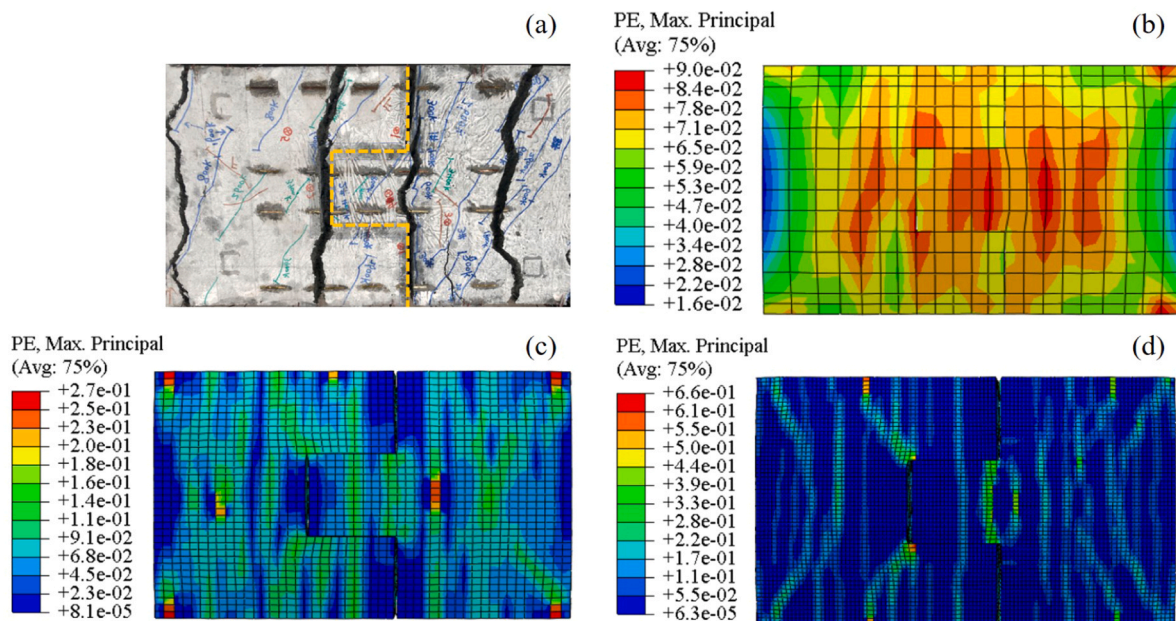 (a)
PE, Max. Principal
(Avg: 75%)
+9.0e-02
+8.4e-02
+7.8e-02
+7.1e-02
+6.5e-02
+5.9e-02
+5.3e-02
+4.7e-02
+4.0e-02
+3.4e-02
+2.8e-02
+2.2e-02
+1.6e-02
(b)
PE, Max. Principal
(Avg: 75%)
+2.7e-01
+2.5e-01
+2.3e-01
+2.0e-01
+1.8e-01
+1.6e-01
+1.4e-01
+1.1e-01
+9.1e-02
+6.8e-02
+4.5e-02
+2.3e-02
+8.1e-05
(c)
PE, Max. Principal
(Avg: 75%)
+6.6e-01
+6.1e-01
+5.5e-01
+5.0e-01
+4.4e-01
+3.9e-01
+3.3e-01
+2.8e-01
+2.2e-01
+1.7e-01
+1.1e-01
+5.5e-02
+6.3e-05
(d)